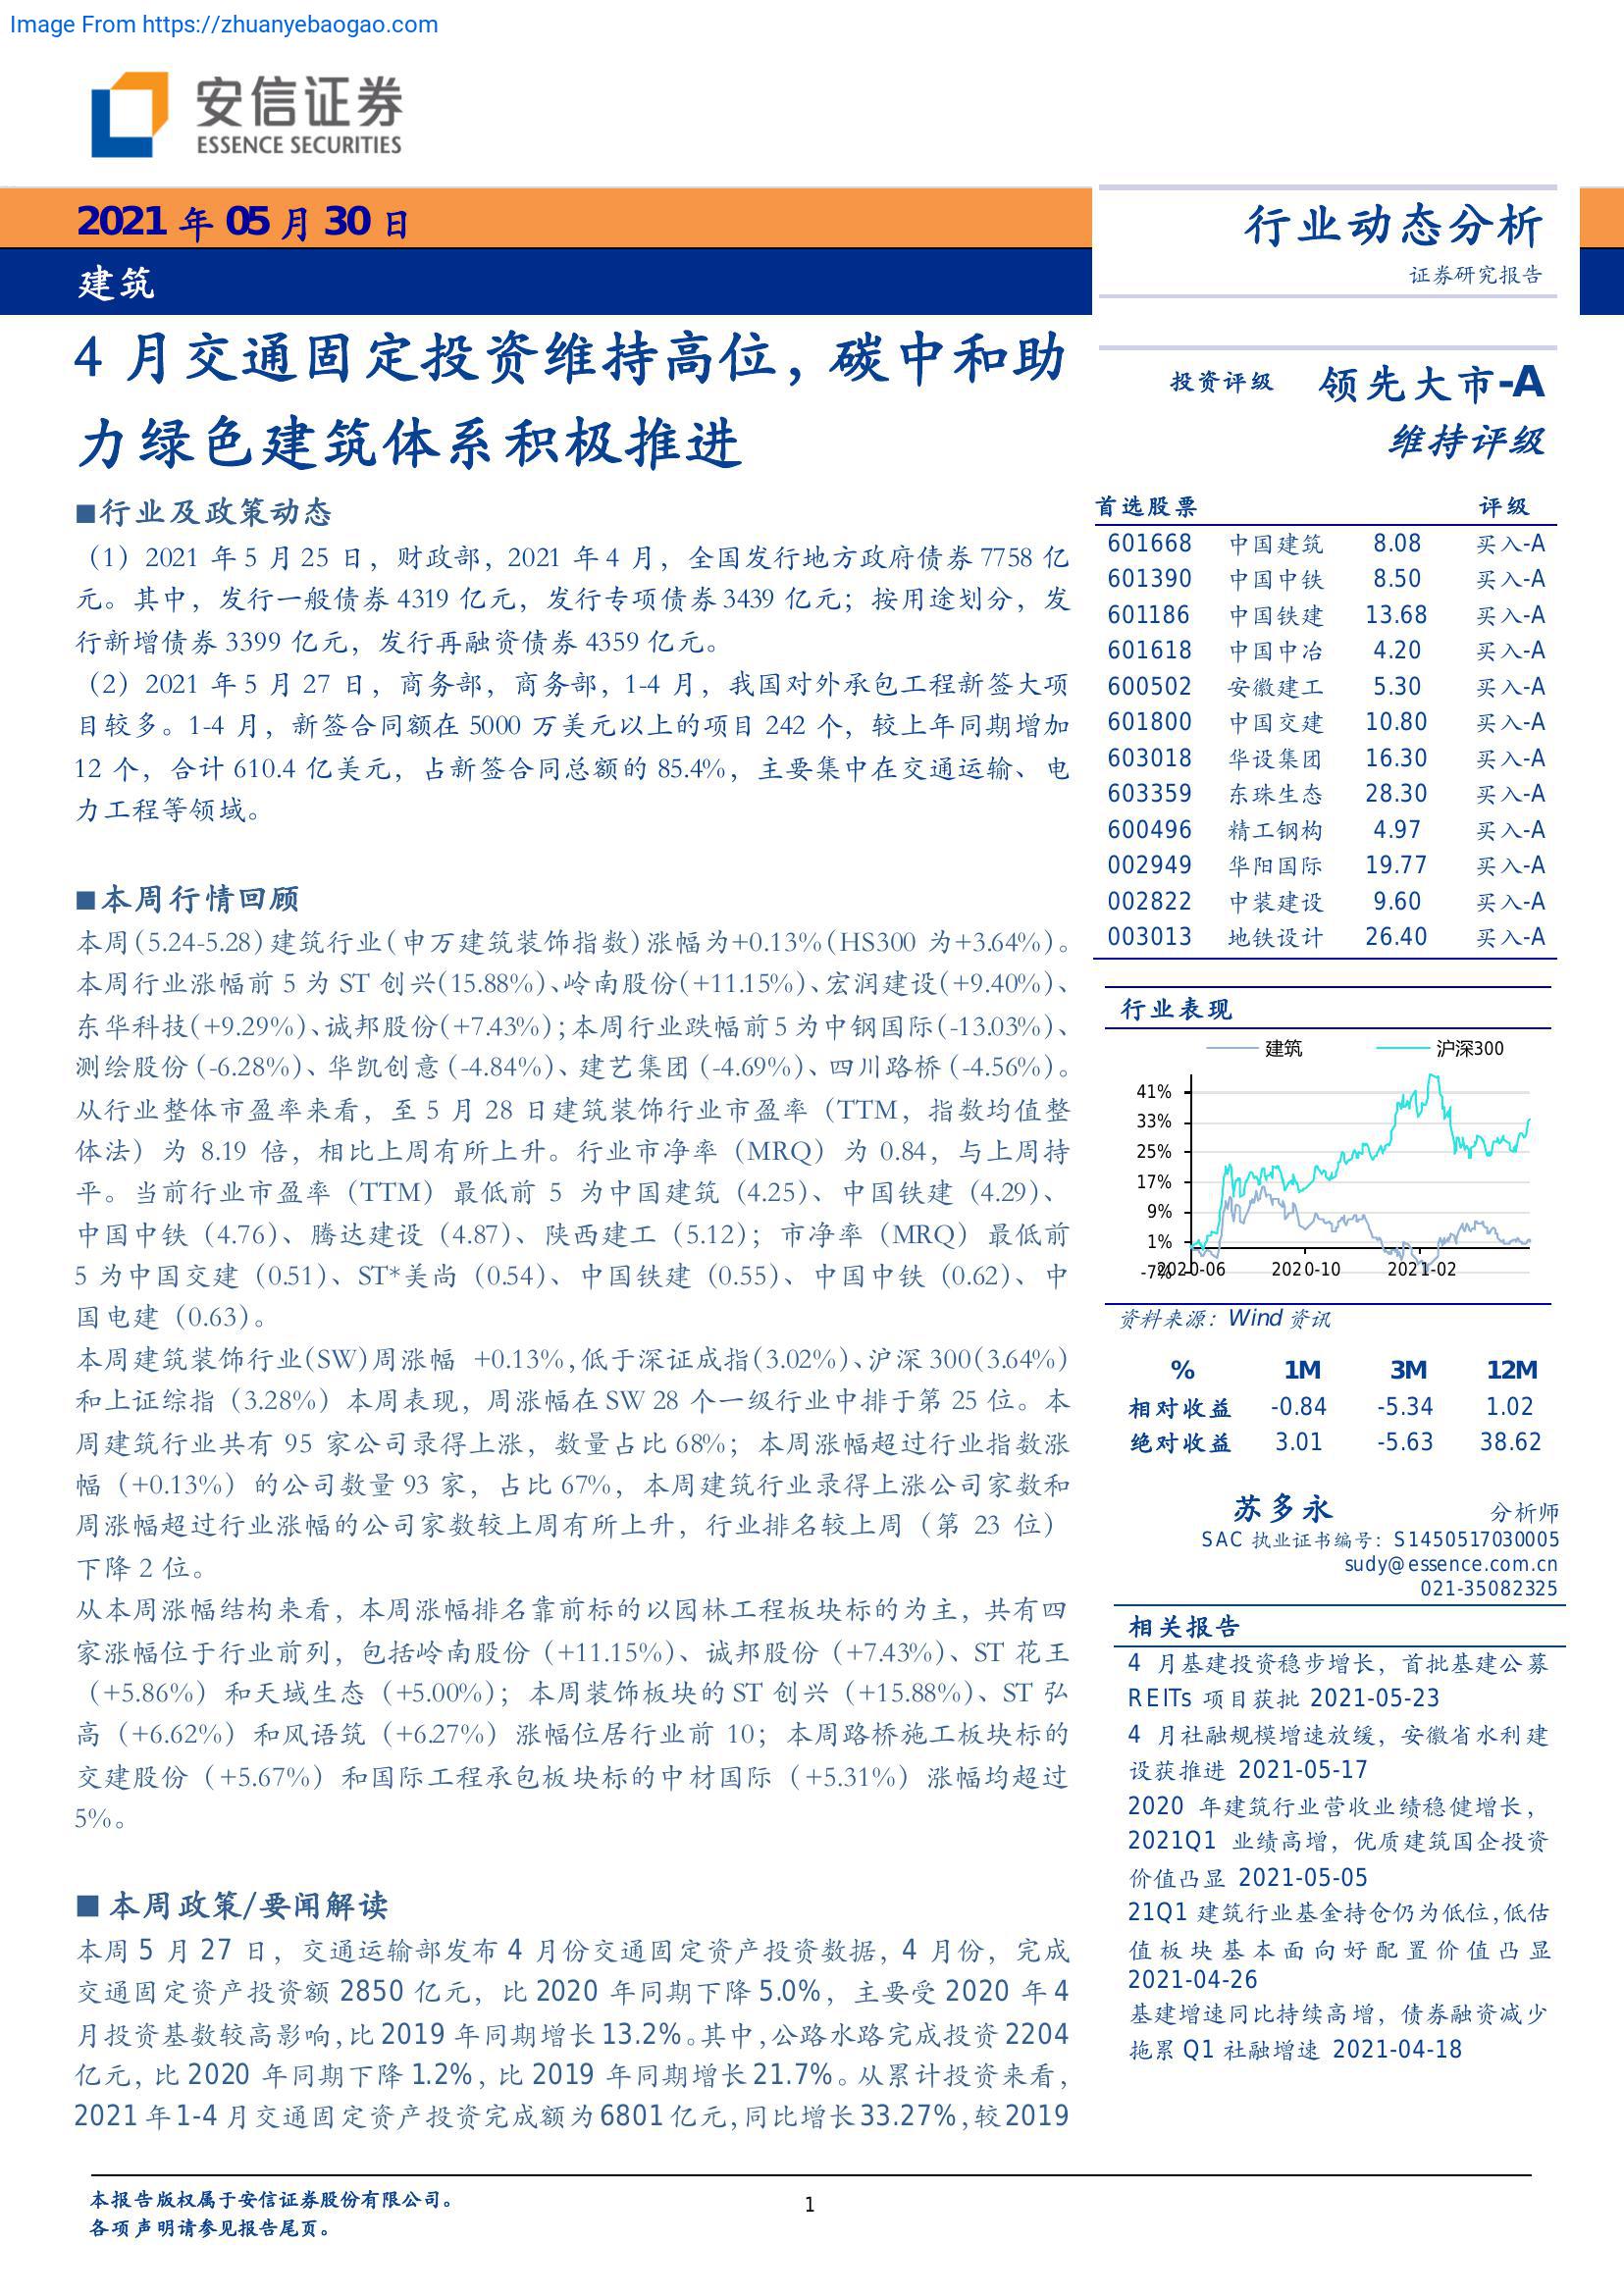 Image From https://zhuanyebaogao.com
安信证券
ESSENCE SECURITIES
2021 年 05 月 30 日
建筑
行业动态分析
证券研究报告
4 月交通固定投资维持高位，碳中和助
力绿色建筑体系积极推进
■行业及政策动态
（1）2021 年 5 月 25 日，财政部，2021 年 4 月，全国发行地方政府债券 7758 亿
元。其中，发行一般债券 4319 亿元，发行专项债券 3439 亿元；按用途划分，发
行新增债券 3399 亿元，发行再融资债券 4359 亿元。
（2）2021 年 5 月 27 日，商务部，商务部，1-4 月，我国对外承包工程新签大项
目较多。1-4 月，新签合同额在 5000 万美元以上的项目 242 个，较上年同期增加
12 个，合计 610.4 亿美元，占新签合同总额的 85.4%，主要集中在交通运输、电
力工程等领域。
■本周行情回顾
本周(5.24-5.28)建筑行业(申万建筑装饰指数)涨幅为+0.13%(HS300 为+3.64%)。
本周行业涨幅前 5 为 ST 创兴(15.88%)、岭南股份(+11.15%)、宏润建设(+9.40%)、
东华科技(+9.29%)、诚邦股份(+7.43%)；本周行业跌幅前 5 为中钢国际(-13.03%)、
测绘股份 (-6.28%)、华凯创意 (-4.84%)、建艺集团 (-4.69%)、四川路桥 (-4.56%)。
从行业整体市盈率来看，至 5 月 28 日建筑装饰行业市盈率（TTM，指数均值整
体法）为 8.19 倍，相比上周有所上升。行业市净率（MRQ）为 0.84，与上周持
平。当前行业市盈率（TTM）最低前 5 为中国建筑（4.25）、中国铁建（4.29）、
中国中铁（4.76）、腾达建设（4.87）、陕西建工（5.12）；市净率（MRQ）最低前
5 为中国交建（0.51）、ST*美尚（0.54）、中国铁建（0.55）、中国中铁（0.62）、中
国电建（0.63）。
本周建筑装饰行业(SW)周涨幅 +0.13%,低于深证成指(3.02%)、沪深 300(3.64%)
和上证综指（3.28%）本周表现，周涨幅在 SW 28 个一级行业中排于第 25 位。本
周建筑行业共有 95 家公司录得上涨，数量占比 68%；本周涨幅超过行业指数涨
幅（+0.13%）的公司数量 93 家，占比 67%，本周建筑行业录得上涨公司家数和
周涨幅超过行业涨幅的公司家数较上周有所上升，行业排名较上周（第 23 位）
下降 2 位。
从本周涨幅结构来看，本周涨幅排名靠前标的以园林工程板块标的为主，共有四
家涨幅位于行业前列，包括岭南股份（+11.15%）、诚邦股份（+7.43%）、ST 花王
（+5.86%）和天域生态（+5.00%）；本周装饰板块的 ST 创兴（+15.88%）、ST 弘
高（+6.62%）和风语筑（+6.27%）涨幅位居行业前 10；本周路桥施工板块标的
交建股份（+5.67%）和国际工程承包板块标的中材国际（+5.31%）涨幅均超过
5%。
■ 本周政策/要闻解读
本周 5 月 27 日，交通运输部发布 4 月份交通固定资产投资数据，4 月份，完成
交通固定资产投资额 2850 亿元，比 2020 年同期下降 5.0%，主要受 2020 年 4
月投资基数较高影响,比 2019 年同期增长 13.2%。其中,公路水路完成投资 2204
亿元，比 2020 年同期下降 1.2%，比 2019 年同期增长 21.7%。从累计投资来看，
2021 年 1-4 月交通固定资产投资完成额为 6801 亿元,同比增长 33.27%,较 2019
投资评级 领先大市-A
维持评级
首选股票 评级
601668 中国建筑 8.08 买入-A
601390 中国中铁 8.50 买入-A
601186 中国铁建 13.68 买入-A
601618 中国中冶 4.20 买入-A
600502 安徽建工 5.30 买入-A
601800 中国交建 10.80 买入-A
603018 华设集团 16.30 买入-A
603359 东珠生态 28.30 买入-A
600496 精工钢构 4.97 买入-A
002949 华阳国际 19.77 买入-A
002822 中装建设 9.60 买入-A
003013 地铁设计 26.40 买入-A
行业表现
建筑 沪深300
41%
33%
25%
17%
9%
1%
-7%
2020-06 2020-10 2021-02
资料来源：Wind 资讯
% 1M 3M 12M
相对收益 -0.84 -5.34 1.02
绝对收益 3.01 -5.63 38.62
苏多永 分析师
SAC 执业证书编号：S1450517030005
sudy@essence.com.cn
021-35082325
相关报告
4 月基建投资稳步增长，首批基建公募
REITs 项目获批 2021-05-23
4 月社融规模增速放缓，安徽省水利建
设获推进 2021-05-17
2020 年建筑行业营收业绩稳健增长，
2021Q1 业绩高增，优质建筑国企投资
价值凸显 2021-05-05
21Q1 建筑行业基金持仓仍为低位,低估
值板块基本面向好配置价值凸显
2021-04-26
基建增速同比持续高增，债券融资减少
拖累 Q1 社融增速 2021-04-18
本报告版权属于安信证券股份有限公司。
各项声明请参见报告尾页。
1